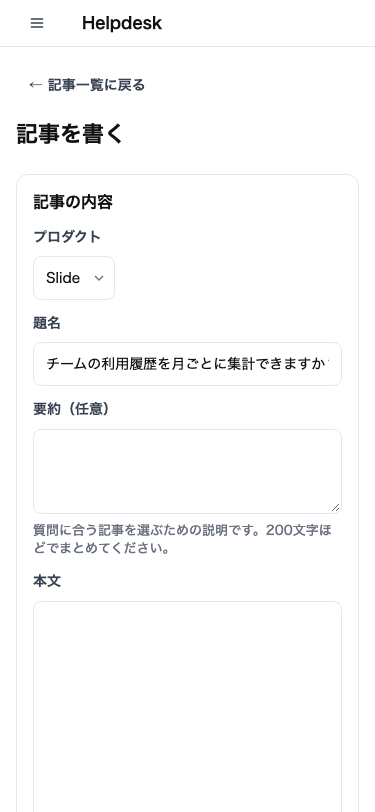 Helpdesk
← 記事一覧に戻る
記事を書く
記事の内容
プロダクト
Slide
題名
チームの利用履歴を月ごとに集計できますか
要約（任意）
質問に合う記事を選ぶための説明です。200文字ほ
どでまとめてください。
本文